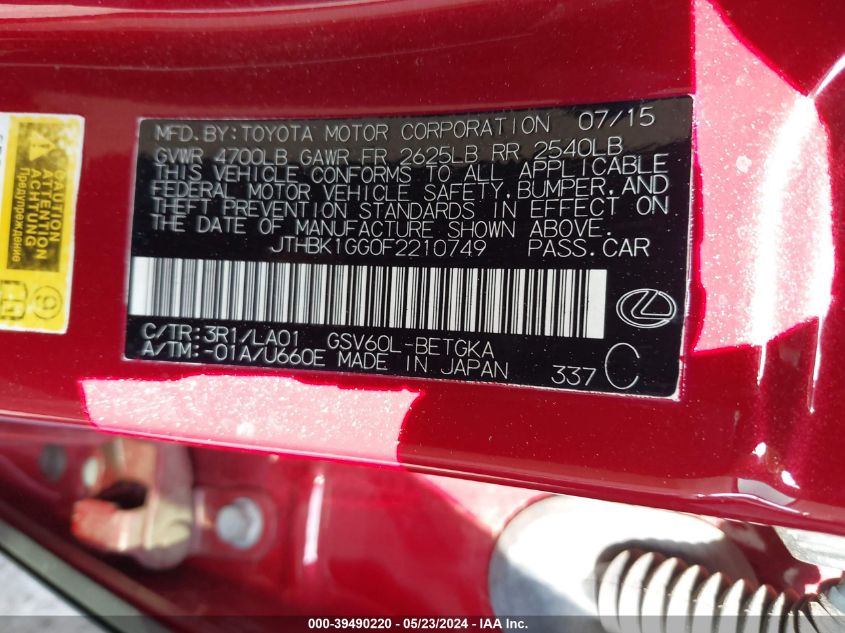 MFD. BY: TOYOTA MOTOR CORPORATION 07/15
GVWR 4700LB GAWR FR 2625LB RR 2540LB
THIS VEHICLE CONFORMS TO ALL APPLICABLE
FEDERAL MOTOR VEHICLE SAFETY, BUMPER, AND
THEFT PREVENTION STANDARDS IN EFFECT ON
THE DATE OF MANUFACTURE SHOWN ABOVE.
JTHBK1GG0F2210749 PASS. CAR
C/TR: 3R1/LA01 GSV60L-BETGKA
A/TM: -01A/U660E MADE IN JAPAN
337 C
CAUTION
ATTENTION
ACHTUNG
Предупреж
000-39490220 - 05/23/2024 - IAA Inc.